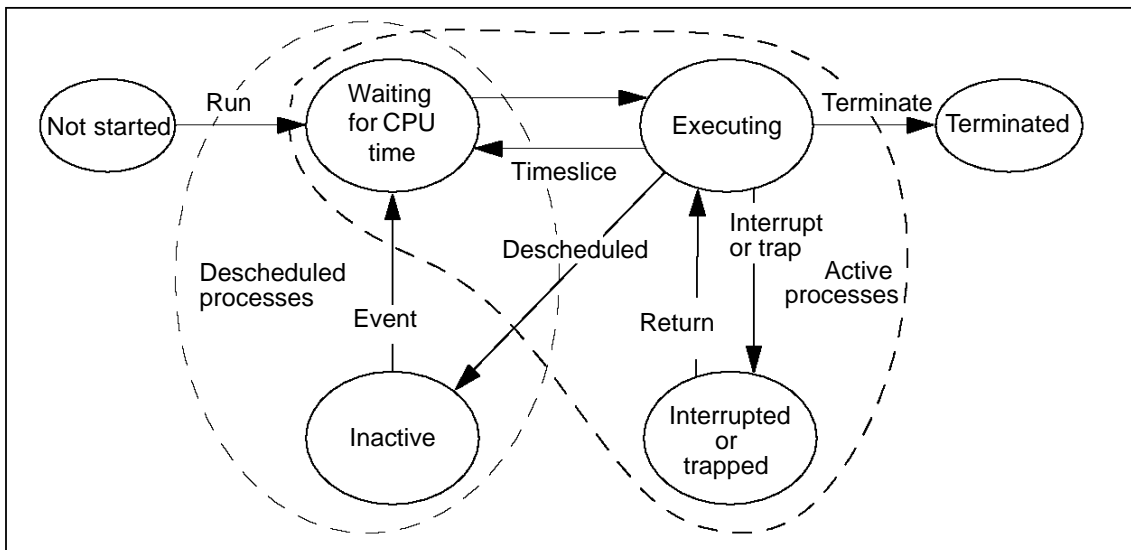 Run
Not started
Waiting
for CPU
time
Executing
Terminate
Terminated
Timeslice
Descheduled
Interrupt
or trap
Descheduled
processes
Active
processes
Event
Return
Inactive
Interrupted
or
trapped